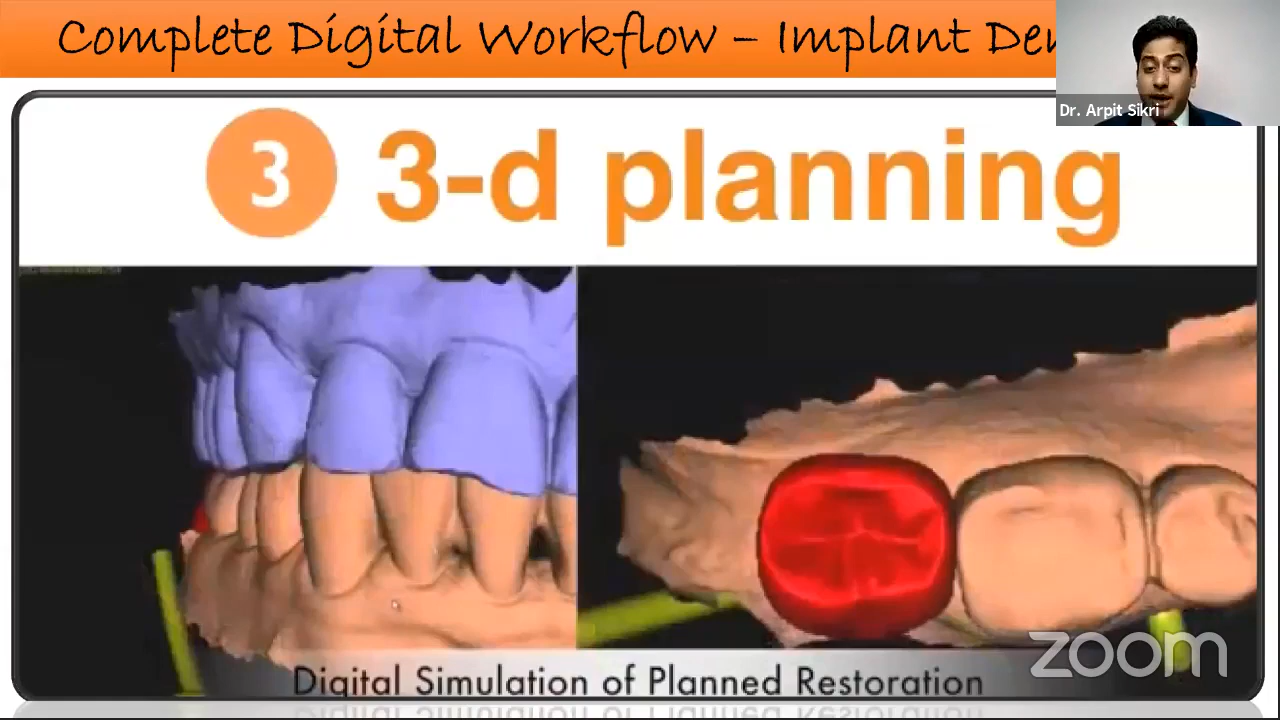 Complete Digital Workflow – Implant Den
Dr. Arpit Sikri
3 3-d planning
zoom
Digital Simulation of Planned Restoration